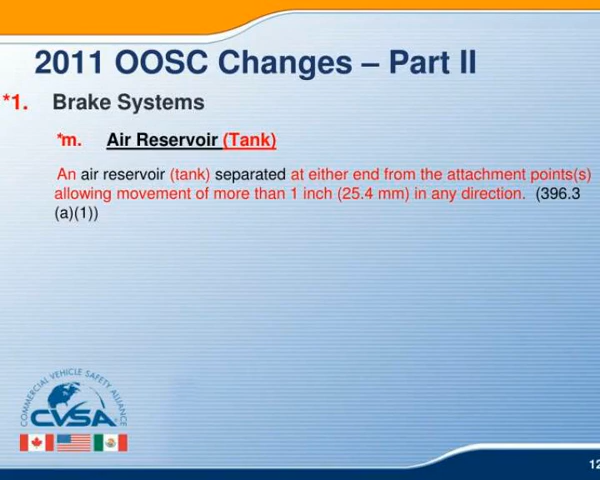 2011 OOSC Changes – Part II
*1. Brake Systems
*m. Air Reservoir (Tank)
An air reservoir (tank) separated at either end from the attachment points(s)
allowing movement of more than 1 inch (25.4 mm) in any direction. (396.3
(a)(1))
COMMERCIAL VEHICLE SAFETY ALLIANCE
CVSA
12